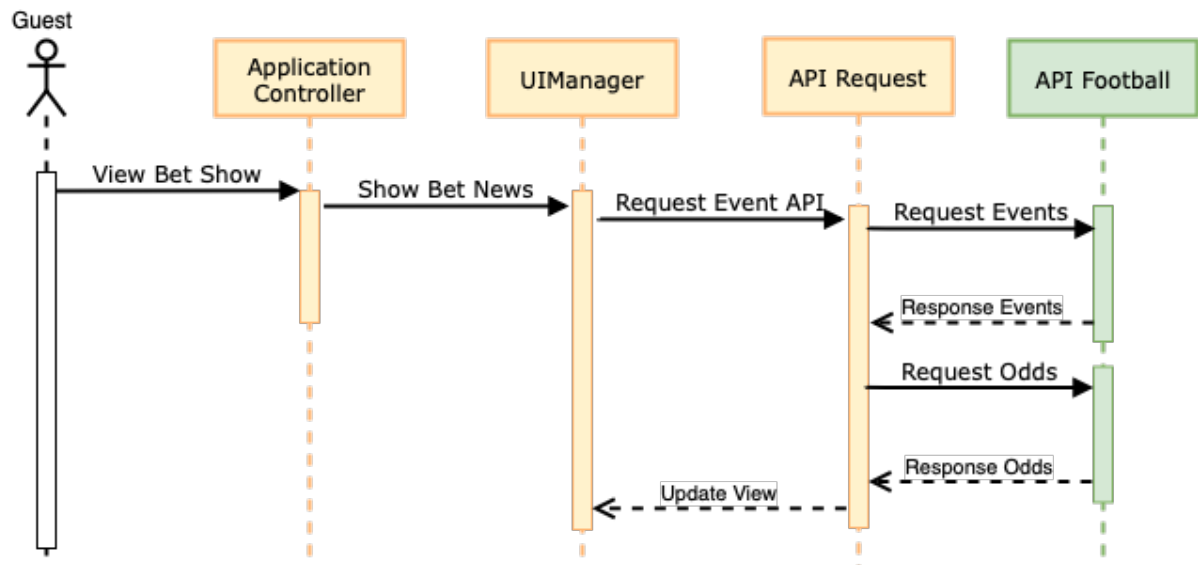 Guest
Application
Controller
UIManager
API Request
API Football
View Bet Show
Show Bet News
Request Event API
Request Events
Response Events
Request Odds
Response Odds
Update View